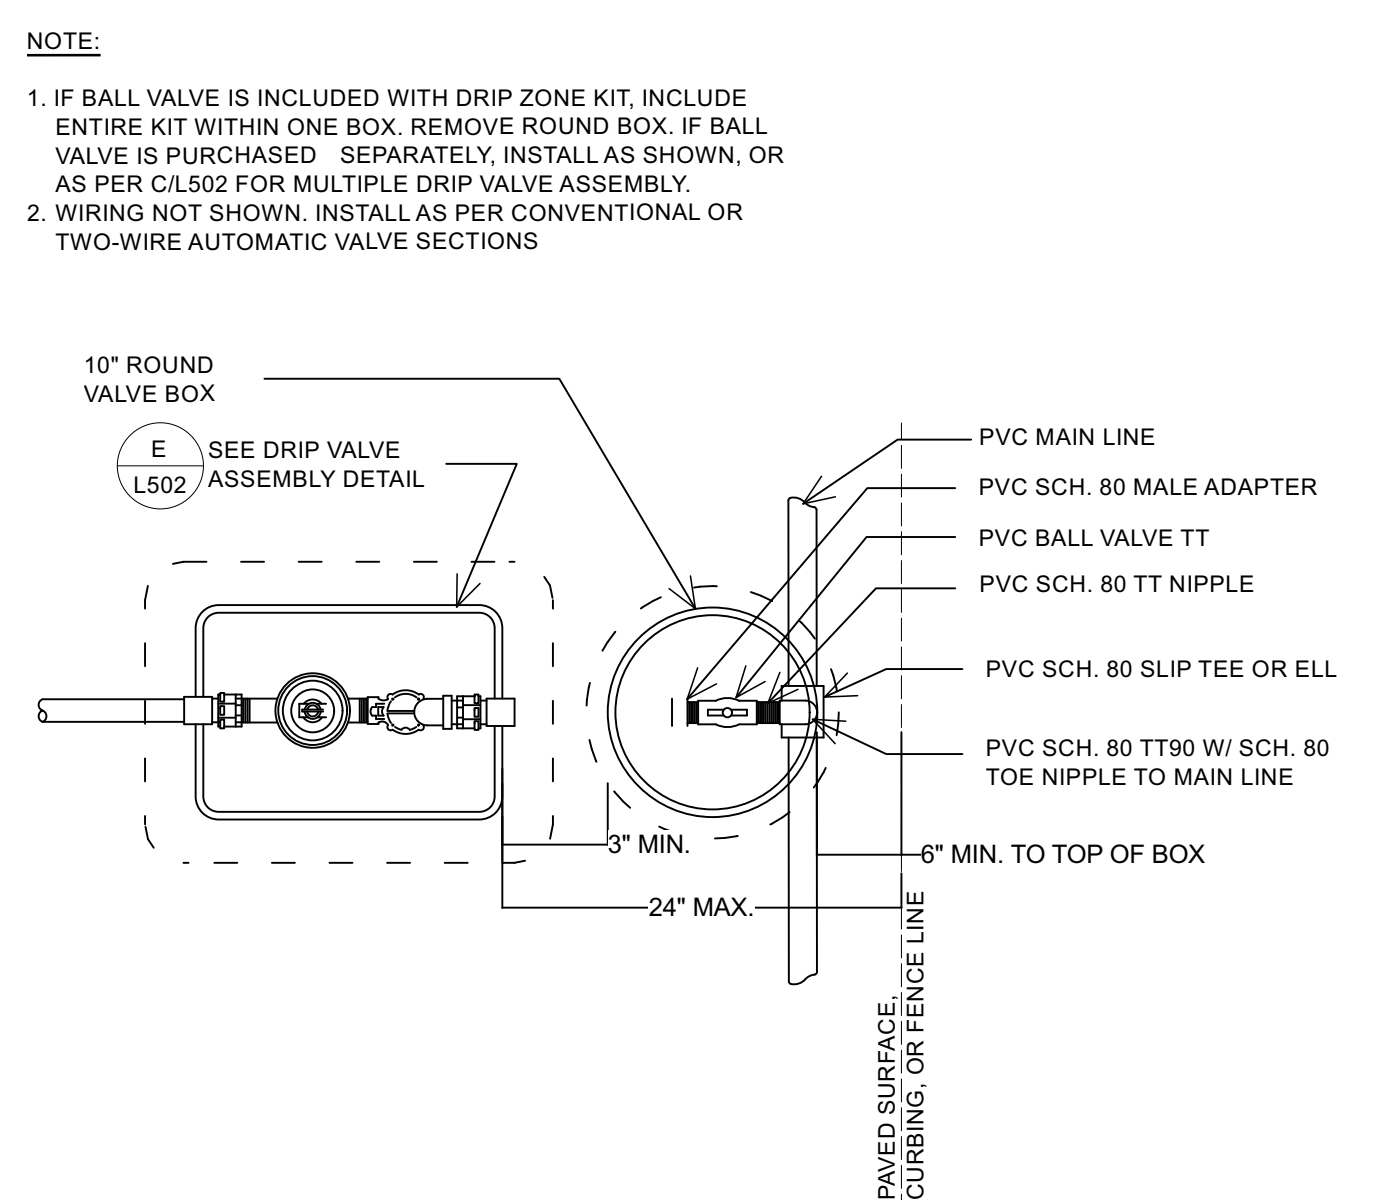 NOTE:
1. IF BALL VALVE IS INCLUDED WITH DRIP ZONE KIT, INCLUDE
ENTIRE KIT WITHIN ONE BOX. REMOVE ROUND BOX. IF BALL
VALVE IS PURCHASED SEPARATELY, INSTALL AS SHOWN, OR
AS PER C/L502 FOR MULTIPLE DRIP VALVE ASSEMBLY.
2. WIRING NOT SHOWN. INSTALL AS PER CONVENTIONAL OR
TWO-WIRE AUTOMATIC VALVE SECTIONS
10" ROUND
VALVE BOX
E
L502
SEE DRIP VALVE
ASSEMBLY DETAIL
PVC MAIN LINE
PVC SCH. 80 MALE ADAPTER
PVC BALL VALVE TT
PVC SCH. 80 TT NIPPLE
PVC SCH. 80 SLIP TEE OR ELL
PVC SCH. 80 TT90 W/ SCH. 80
TOE NIPPLE TO MAIN LINE
3" MIN.
6" MIN. TO TOP OF BOX
24" MAX.
PAVED SURFACE,
CURBING, OR FENCE LINE